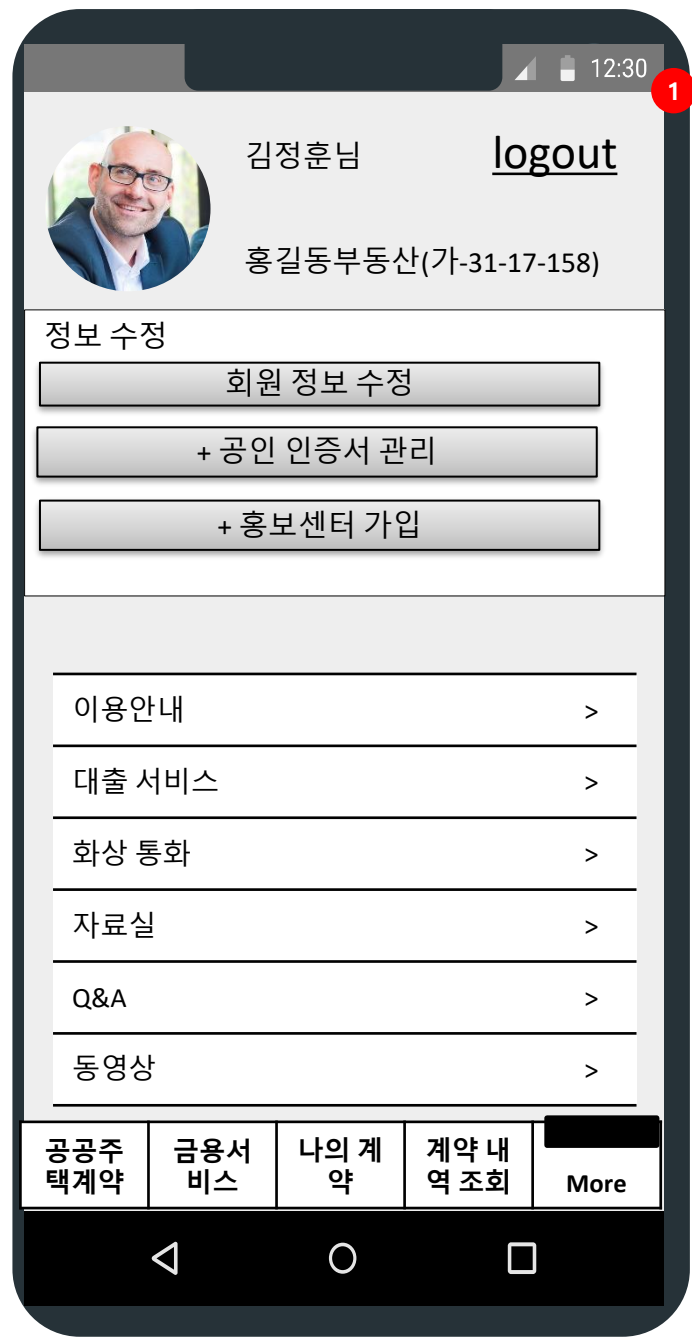 12:30
1
김정훈님
logout
홍길동부동산(가-31-17-158)
정보 수정
회원 정보 수정
+ 공인 인증서 관리
+ 홍보센터 가입
이용안내 >
대출 서비스 >
화상 통화 >
자료실 >
Q&A >
동영상 >
공공주
택계약
금용서
비스
나의 계
약
계약 내
역 조회
More